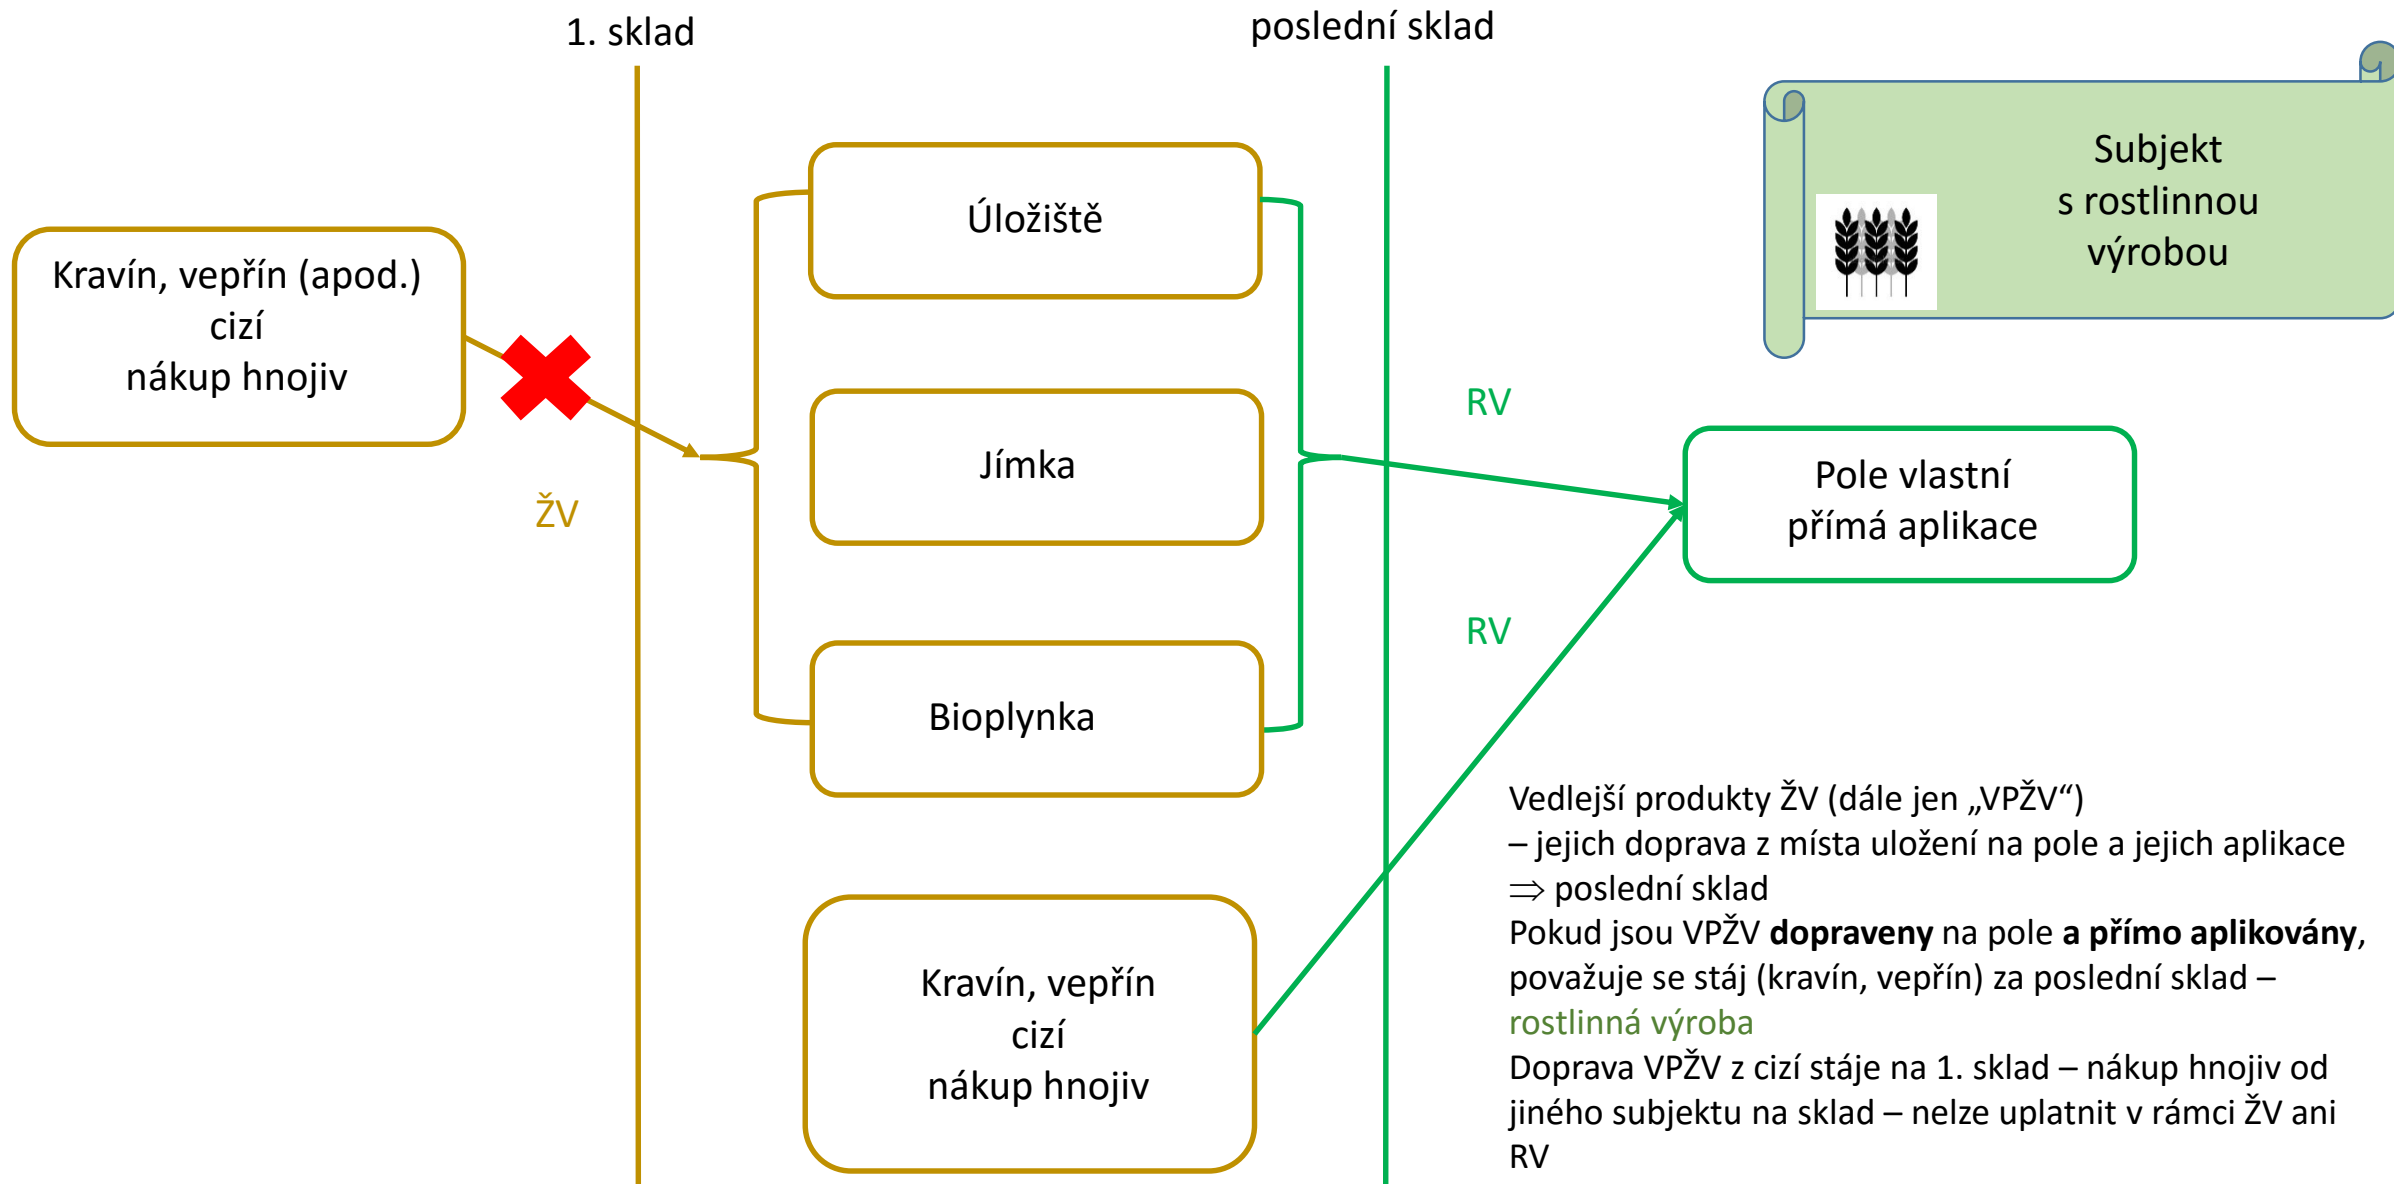 1. sklad
poslední sklad
Subjekt
s rostlinnou
výrobou
Kravín, vepřín (apod.)
cizí
nákup hnojiv
ŽV
Úložiště
Jímka
Bioplynka
Kravín, vepřín
cizí
nákup hnojiv
RV
RV
Pole vlastní
přímá aplikace
Vedlejší produkty ŽV (dále jen „VPŽV“)
– jejich doprava z místa uložení na pole a jejich aplikace
⇒ poslední sklad
Pokud jsou VPŽV dopraveny na pole a přímo aplikovány,
považuje se stáj (kravín, vepřín) za poslední sklad –
rostlinná výroba
Doprava VPŽV z cizí stáje na 1. sklad – nákup hnojiv od
jiného subjektu na sklad – nelze uplatnit v rámci ŽV ani
RV